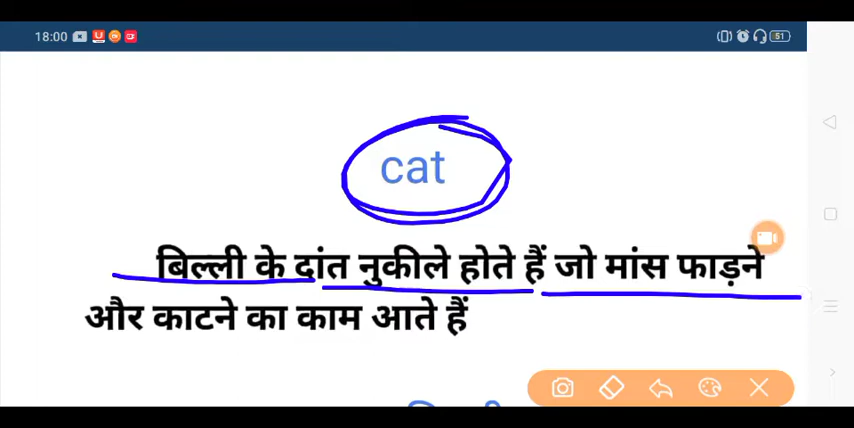 18:00
51
cat
बिल्ली के दांत नुकीले होते हैं जो मांस फाड़ने
और काटने का काम आते हैं